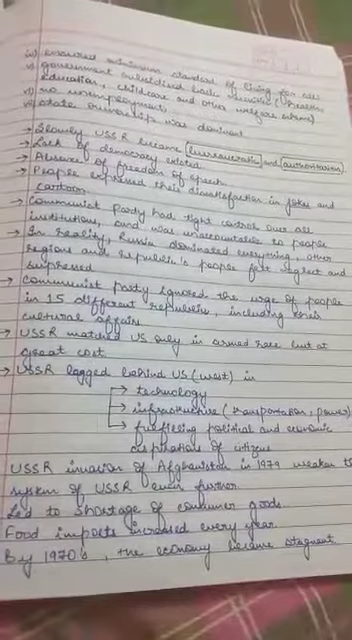 iv) ensured minimum standard of living for all
v) government subsidised basic services (health
education, childcare and other welfare schemes)
vi) no unemployment
vii) state ownership was dominant
→ Slowly USSR became bureaucratic and authoritarian
→ Lack of democracy existed
→ Absence of freedom of speech
→ People expressed their dissatisfaction in jokes and
cartoon
→ Communist Party had tight control over all
institutions, and was unaccountable to people
→ In reality, Russia dominated everything, other
regions and republic's people felt neglect and
supressed
→ Communist party ignored the urge of people
in 15 different republics, including their
cultural affairs
→ USSR matched US only in armed race but at
great cost
→ USSR lagged behind US (west) in
→ technology
→ infrastructure (transportation, power)
→ fulfilling political and economic
aspiration of citizens
USSR invasion of Afghanistan in 1979 weaken the
system of USSR even further
Led to shortage of consumer goods
Food imports increased every year
By 1970's, the economy became stagnant